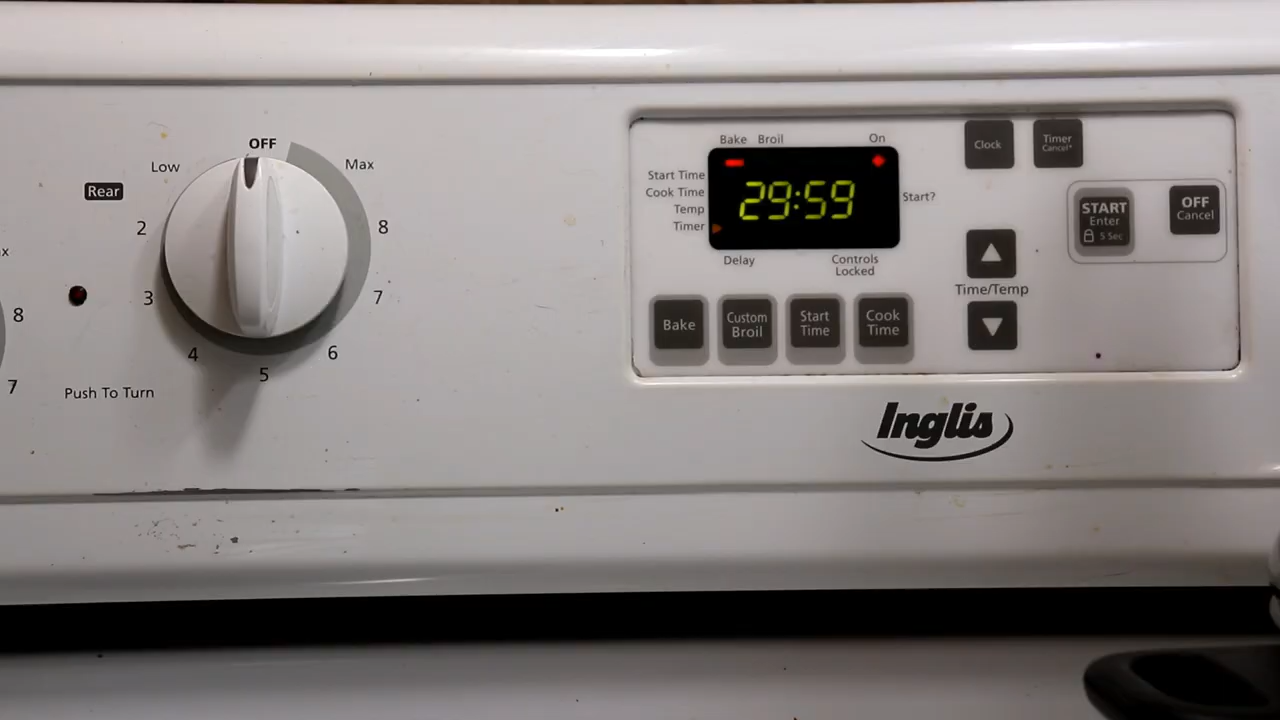 OFF
Low
Max
Rear
2
8
3
7
4
6
5
Push To Turn
x
8
7
Bake Broil
On
Start Time
Cook Time
Temp
Timer
29:59
Start?
Delay
Controls
Locked
Bake
Custom
Broil
Start
Time
Cook
Time
Clock
Timer
Cancel*
Time/Temp
START
Enter
5 Sec
OFF
Cancel
Inglis